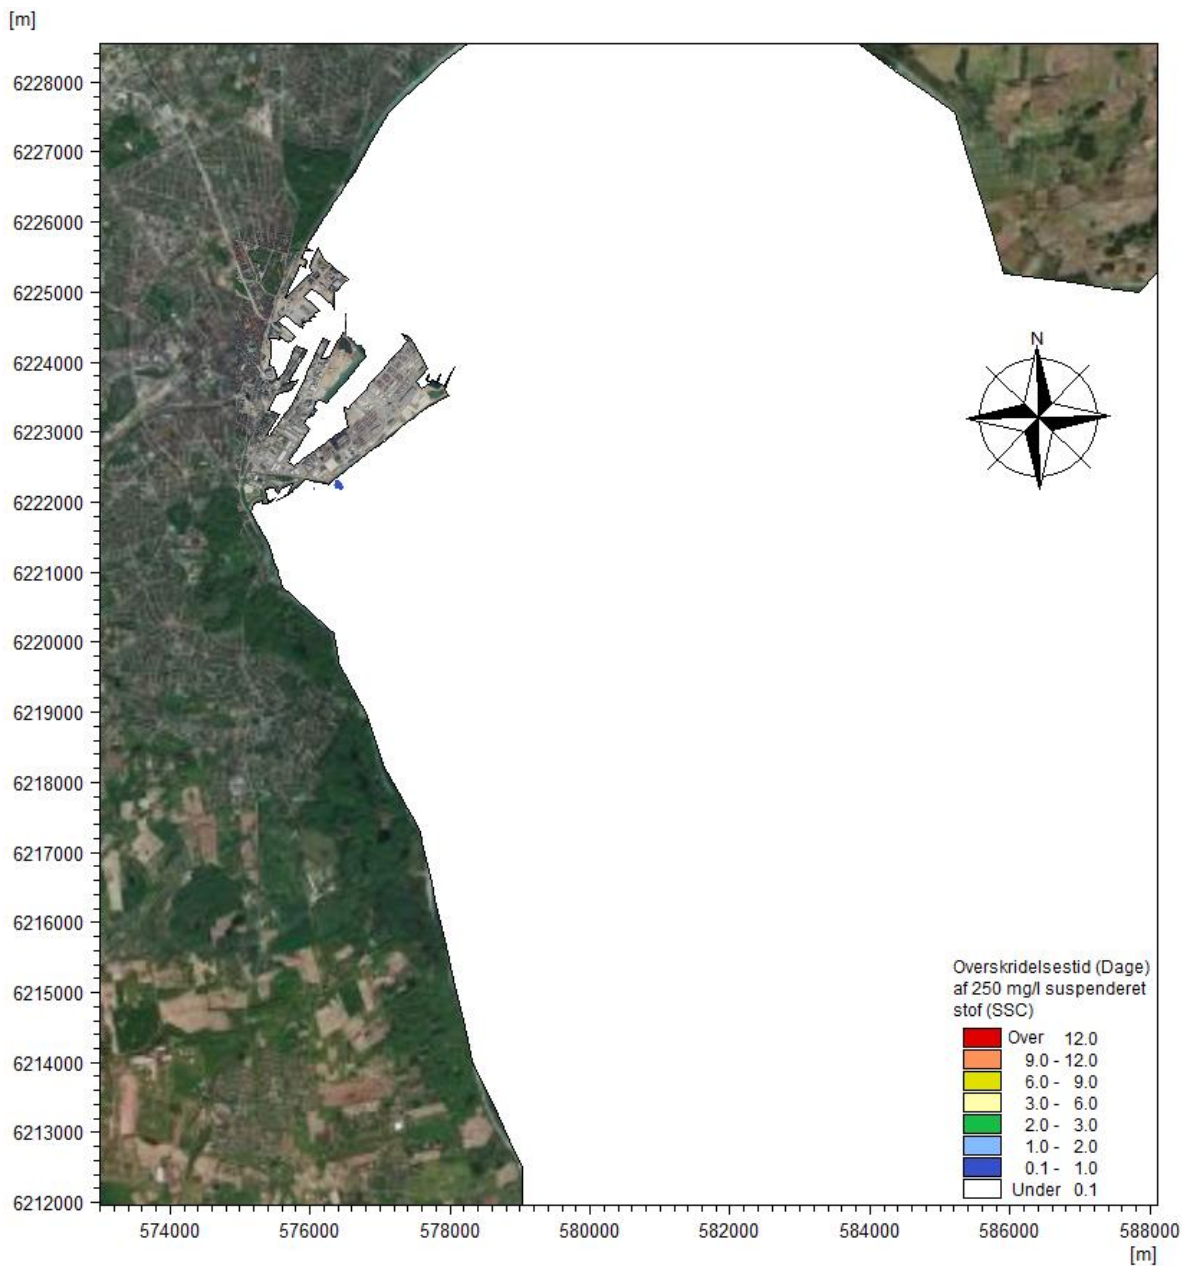 [m]
6228000
6227000
6226000
6225000
6224000
6223000
6222000
6221000
6220000
6219000
6218000
6217000
6216000
6215000
6214000
6213000
6212000
N
Overskridelsestid (Dage)
af 250 mg/l suspenderet
stof (SSC)
Over 12.0
9.0 - 12.0
6.0 - 9.0
3.0 - 6.0
2.0 - 3.0
1.0 - 2.0
0.1 - 1.0
Under 0.1
574000 576000 578000 580000 582000 584000 586000 588000
[m]